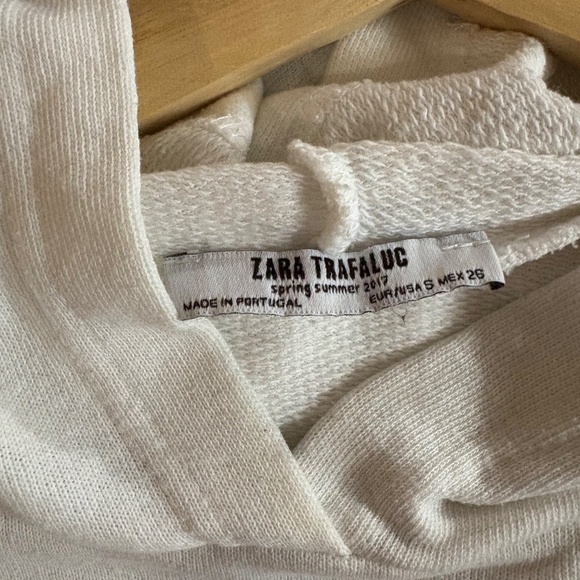 ZARA TRAFALUC
spring summer 2017
MADE IN PORTUGAL EUR/USA S MEX 26